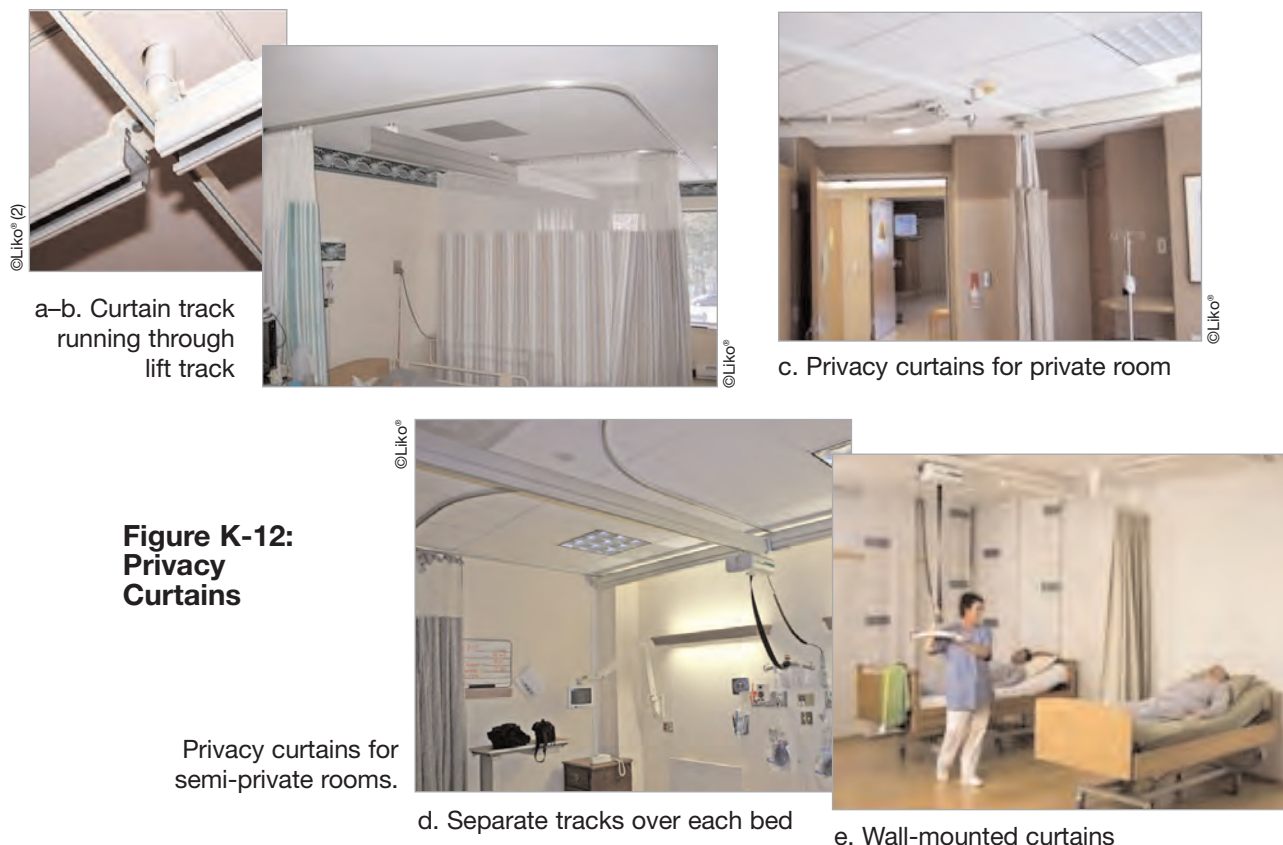 ©Liko® (2)
a–b. Curtain track
running through
lift track
©Liko®
©Liko®
c. Privacy curtains for private room
©Liko®
Figure K-12:
Privacy
Curtains
Privacy curtains for
semi-private rooms.
d. Separate tracks over each bed
e. Wall-mounted curtains